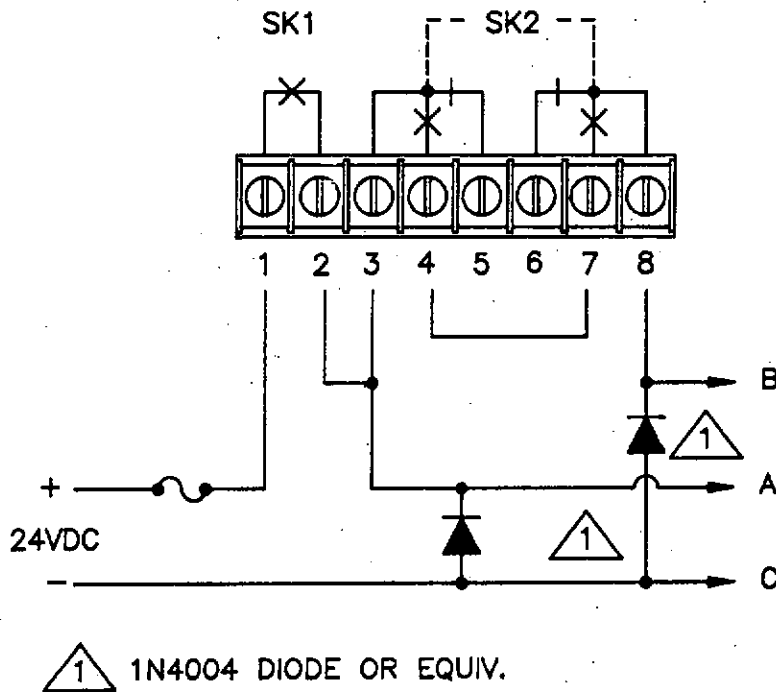 SK1 SK2
1 2 3 4 5 6 7 8
B
1
+ A
24VDC 1
− C
1 1N4004 DIODE OR EQUIV.